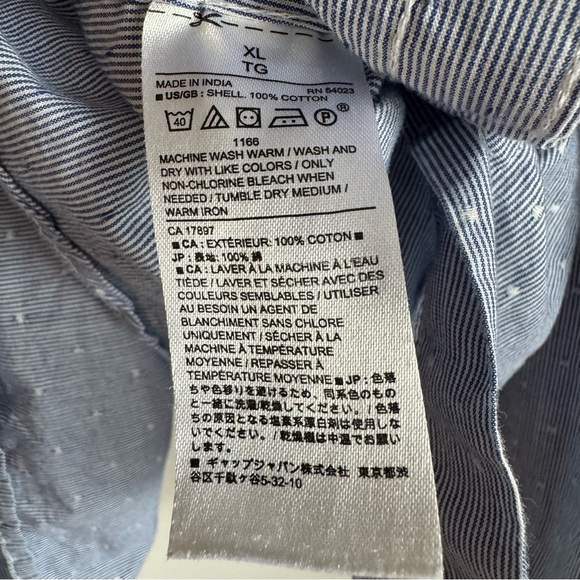 XL
TG
MADE IN INDIA RN 54023
■ US/GB : SHELL. 100% COTTON
40 P ®
1166
MACHINE WASH WARM / WASH AND
DRY WITH LIKE COLORS / ONLY
NON-CHLORINE BLEACH WHEN
NEEDED / TUMBLE DRY MEDIUM /
WARM IRON
CA 17897
■ CA : EXTÉRIEUR: 100% COTON ■
JP : 表地: 100% 綿
■ CA : LAVER À LA MACHINE À L'EAU
TIÈDE / LAVER ET SÉCHER AVEC DES
COULEURS SEMBLABLES / UTILISER
AU BESOIN UN AGENT DE
BLANCHIMENT SANS CHLORE
UNIQUEMENT / SÉCHER À LA
MACHINE À TEMPÉRATURE
MOYENNE / REPASSER À
TEMPÉRATURE MOYENNE ■ JP : 色落
ちや色移りを避けるため、同系色のもの
と一緒に洗濯/乾燥してください。/ 色落
ちの原因となる塩素系漂白剤は使用しな
いでください。/ 乾燥機は中温でお願い
します。
■ ギャップジャパン株式会社 東京都渋
谷区千駄ヶ谷5-32-10